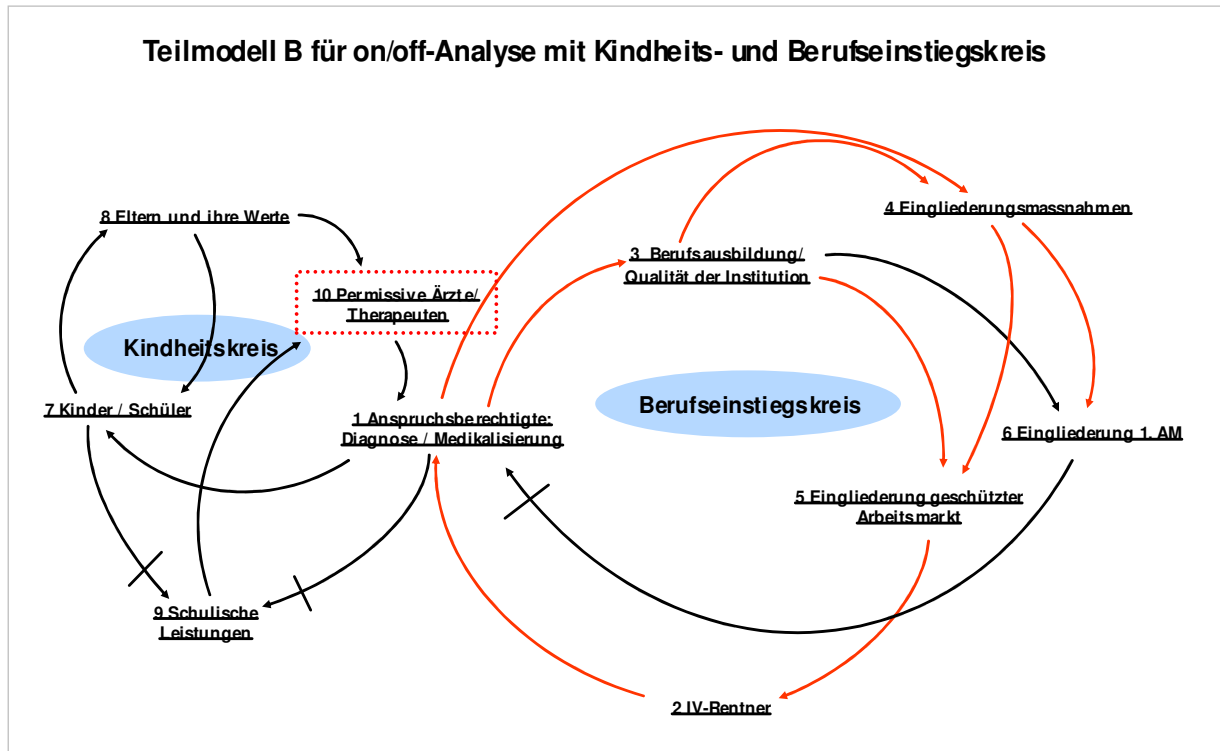 Teilmodell B für on/off-Analyse mit Kindheits- und Berufseinstiegskreis
8 Eltern und ihre Werte
4 Eingliederungsmassnahmen
3 Berufsausbildung/
Qualität der Institution
10 Permissive Ärzte/
Therapeuten
Kindheitskreis
7 Kinder / Schüler
1 Anspruchsberechtigte:
Diagnose / Medikalisierung
Berufseinstiegskreis
6 Eingliederung 1. AM
5 Eingliederung geschützter
Arbeitsmarkt
9 Schulische
Leistungen
2 IV-Rentner